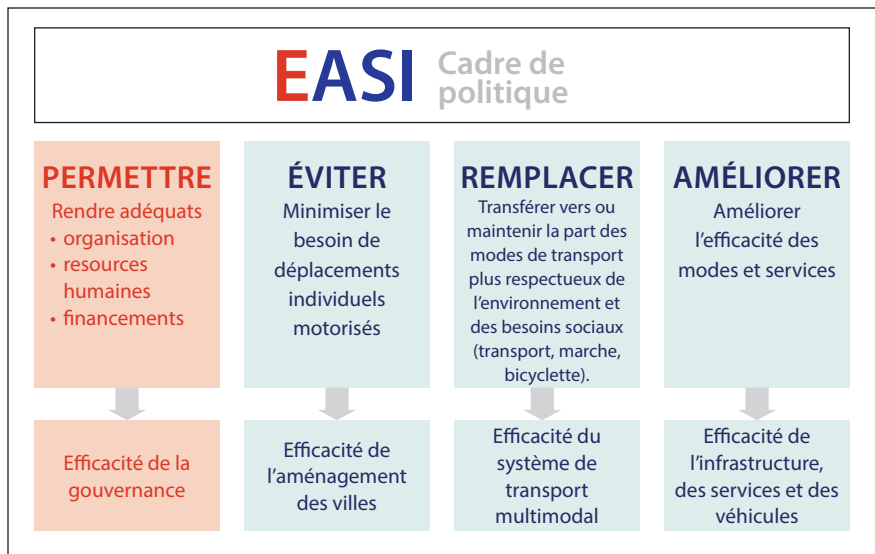 EASI Cadre de
politique
PERMETTRE
Rendre adéquats
• organisation
• resources
humaines
• financements
ÉVITER
Minimiser le
besoin de
déplacements
individuels
motorisés
REMPLACER
Transférer vers ou
maintenir la part des
modes de transport
plus respectueux de
l'environnement et
des besoins sociaux
(transport, marche,
bicyclette).
AMÉLIORER
Améliorer
l'efficacité des
modes et services
Efficacité de la
gouvernance
Efficacité de
l'aménagement
des villes
Efficacité du
système de
transport
multimodal
Efficacité de
l'infrastructure,
des services et des
véhicules